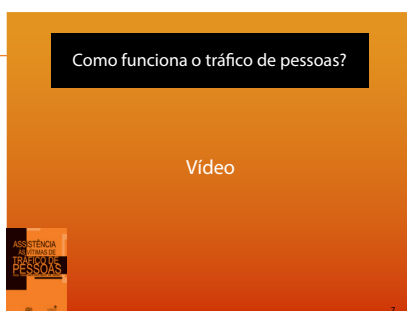 Como funciona o tráfico de pessoas?
Vídeo
ASSISTÊNCIA
ÀS VÍTIMAS DE
TRÁFICO DE
PESSOAS
7